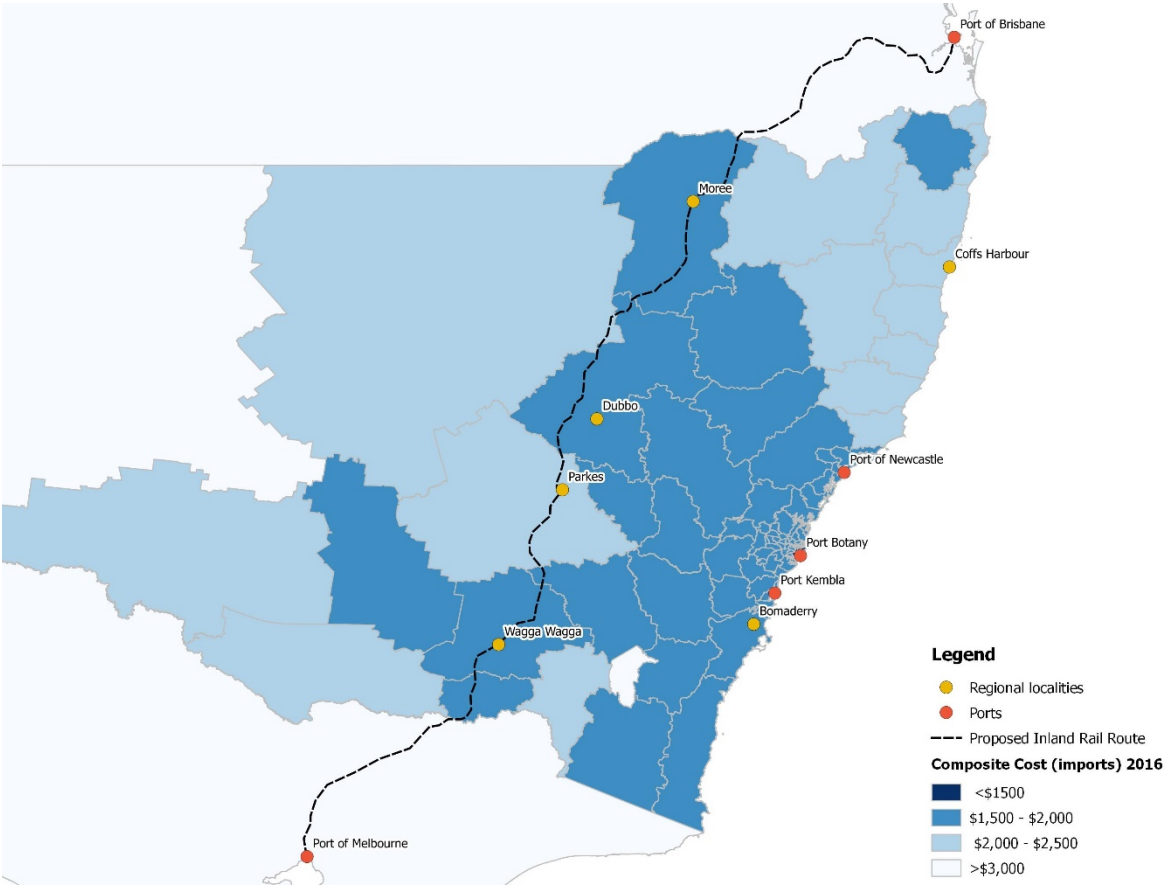 Port of Brisbane
Moree
Coffs Harbour
Dubbo
Port of Newcastle
Parkes
Port Botany
Port Kembla
Bomaderry
Wagga Wagga
Port of Melbourne
Legend
Regional localities
Ports
Proposed Inland Rail Route
Composite Cost (imports) 2016
<$1500
$1,500 - $2,000
$2,000 - $2,500
>$3,000